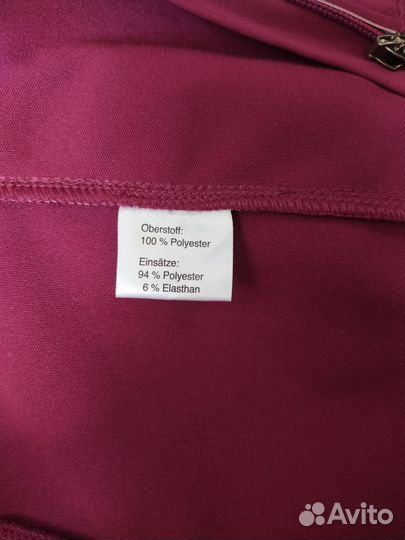 Oberstoff:
100 % Polyester
Einsätze:
94 % Polyester
6 % Elasthan
Avito